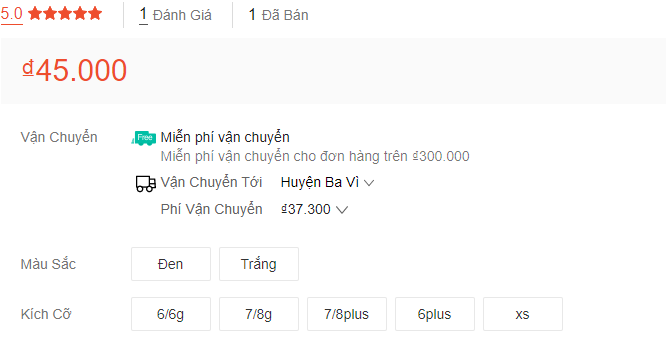 5.0 1 Đánh Giá 1 Đã Bán
₫45.000
Vận Chuyển Free Miễn phí vận chuyển
Miễn phí vận chuyển cho đơn hàng trên ₫300.000
Vận Chuyển Tới Huyện Ba Vì
Phí Vận Chuyển ₫37.300
Màu Sắc Đen Trắng
Kích Cỡ 6/6g 7/8g 7/8plus 6plus xs